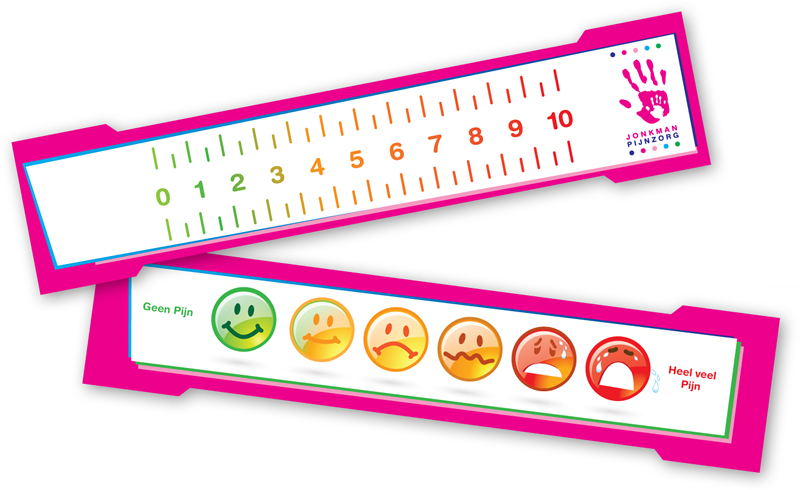 0 1 2 3 4 5 6 7 8 9 10
JONKMAN
PIJNZORG
Geen Pijn
Heel veel
Pijn